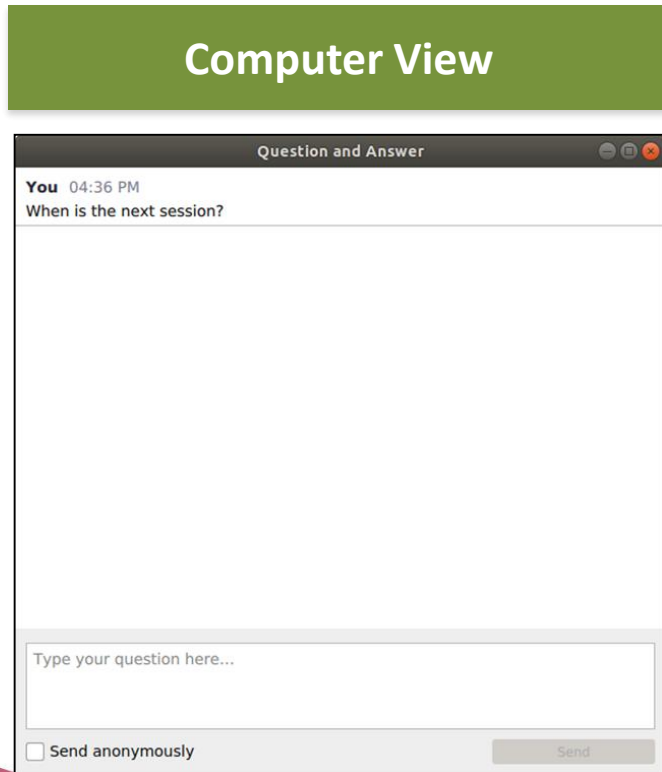 Computer View
Question and Answer
You 04:36 PM
When is the next session?
Type your question here...
Send anonymously
Send